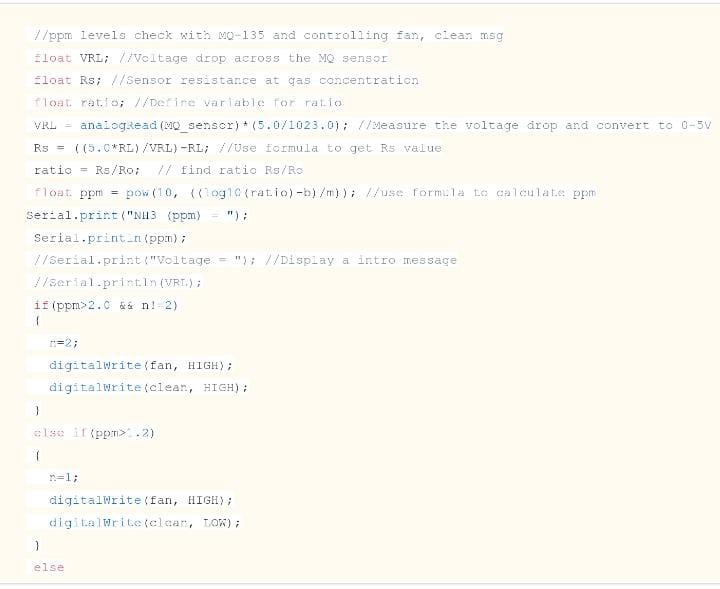 //ppm levels check with MQ-135 and controlling fan, clean msg
float VRL; //Voltage drop across the MQ sensor
float Rs; //Sensor resistance at gas concentration
float ratio; //Define variable for ratio
VRL = analogRead(MQ_sensor)*(5.0/1023.0); //Measure the voltage drop and convert to 0-5V
Rs = ((5.0*RL)/VRL)-RL; //Use formula to get Rs value
ratio = Rs/Ro;  // find ratio Rs/Ro
float ppm = pow(10, ((log10(ratio)-b)/m)); //use formula to calculate ppm
Serial.print("NH3 (ppm) = ");
Serial.println(ppm);
//Serial.print("Voltage = "); //Display a intro message
//Serial.println(VRL);
if(ppm>2.0 && n!=2)
{
n=2;
digitalWrite(fan, HIGH);
digitalWrite(clean, HIGH);
}
else if(ppm>1.2)
{
n=1;
digitalWrite(fan, HIGH);
digitalWrite(clean, LOW);
}
else